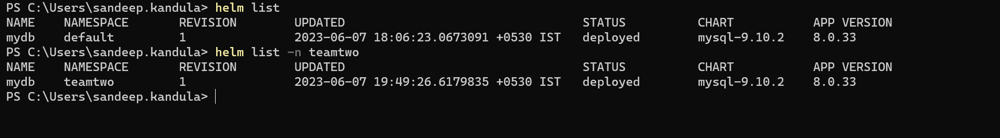 PS C:\Users\sandeep.kandula> helm list
NAME    NAMESPACE       REVISION        UPDATED                                 STATUS          CHART           APP VERSION
mydb    default         1               2023-06-07 18:06:23.0673091 +0530 IST   deployed        mysql-9.10.2    8.0.33
PS C:\Users\sandeep.kandula> helm list -n teamtwo
NAME    NAMESPACE       REVISION        UPDATED                                 STATUS          CHART           APP VERSION
mydb    teamtwo         1               2023-06-07 19:49:26.6179835 +0530 IST   deployed        mysql-9.10.2    8.0.33
PS C:\Users\sandeep.kandula>